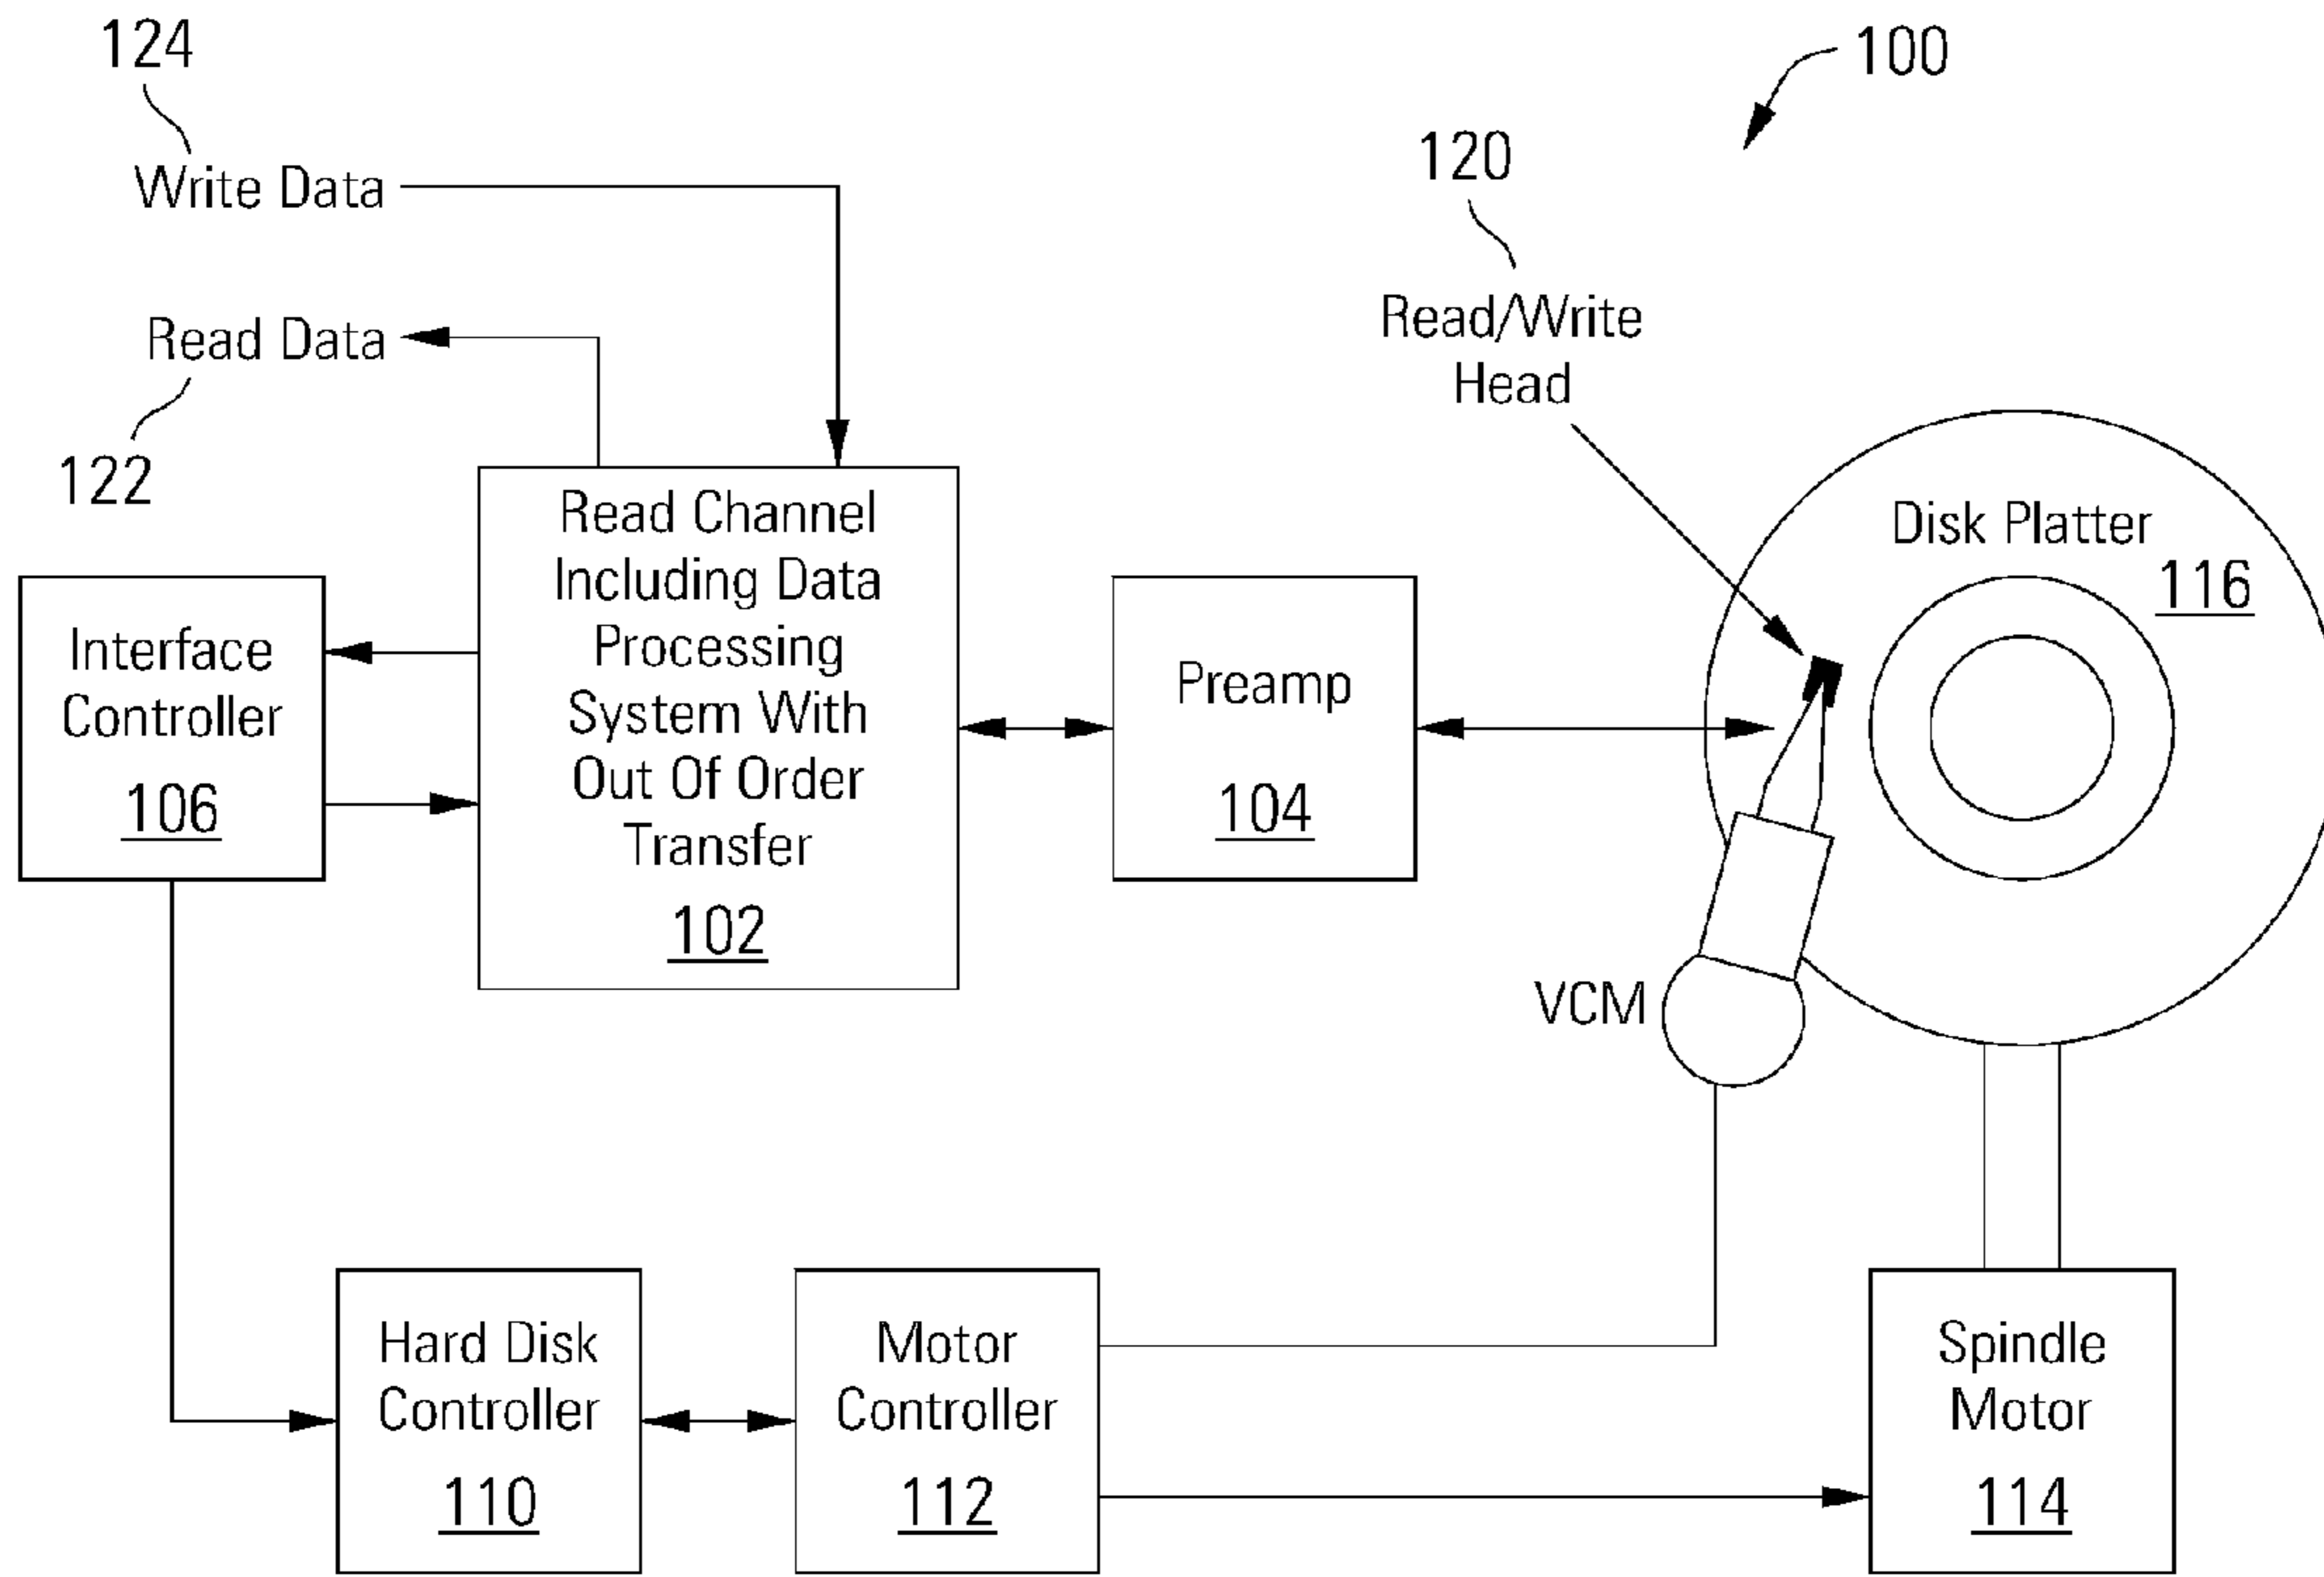 124
Write Data
Read Data
122
100
120
Read/Write
Head
Disk Platter
116
Interface
Controller
106
Read Channel
Including Data
Processing
System With
Out Of Order
Transfer
102
Preamp
104
VCM
Hard Disk
Controller
110
Motor
Controller
112
Spindle
Motor
114